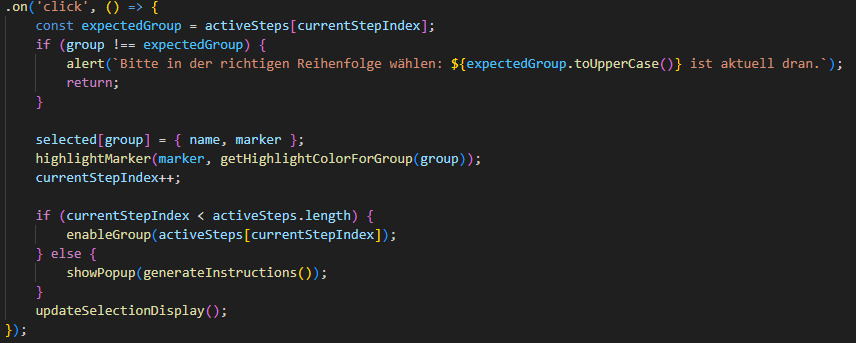 .on('click', () => {
    const expectedGroup = activeSteps[currentStepIndex];
    if (group !== expectedGroup) {
        alert(`Bitte in der richtigen Reihenfolge wählen: ${expectedGroup.toUpperCase()} ist aktuell dran.`);
        return;
    }

    selected[group] = { name, marker };
    highlightMarker(marker, getHighlightColorForGroup(group));
    currentStepIndex++;

    if (currentStepIndex < activeSteps.length) {
        enableGroup(activeSteps[currentStepIndex]);
    } else {
        showPopup(generateInstructions());
    }
    updateSelectionDisplay();
});